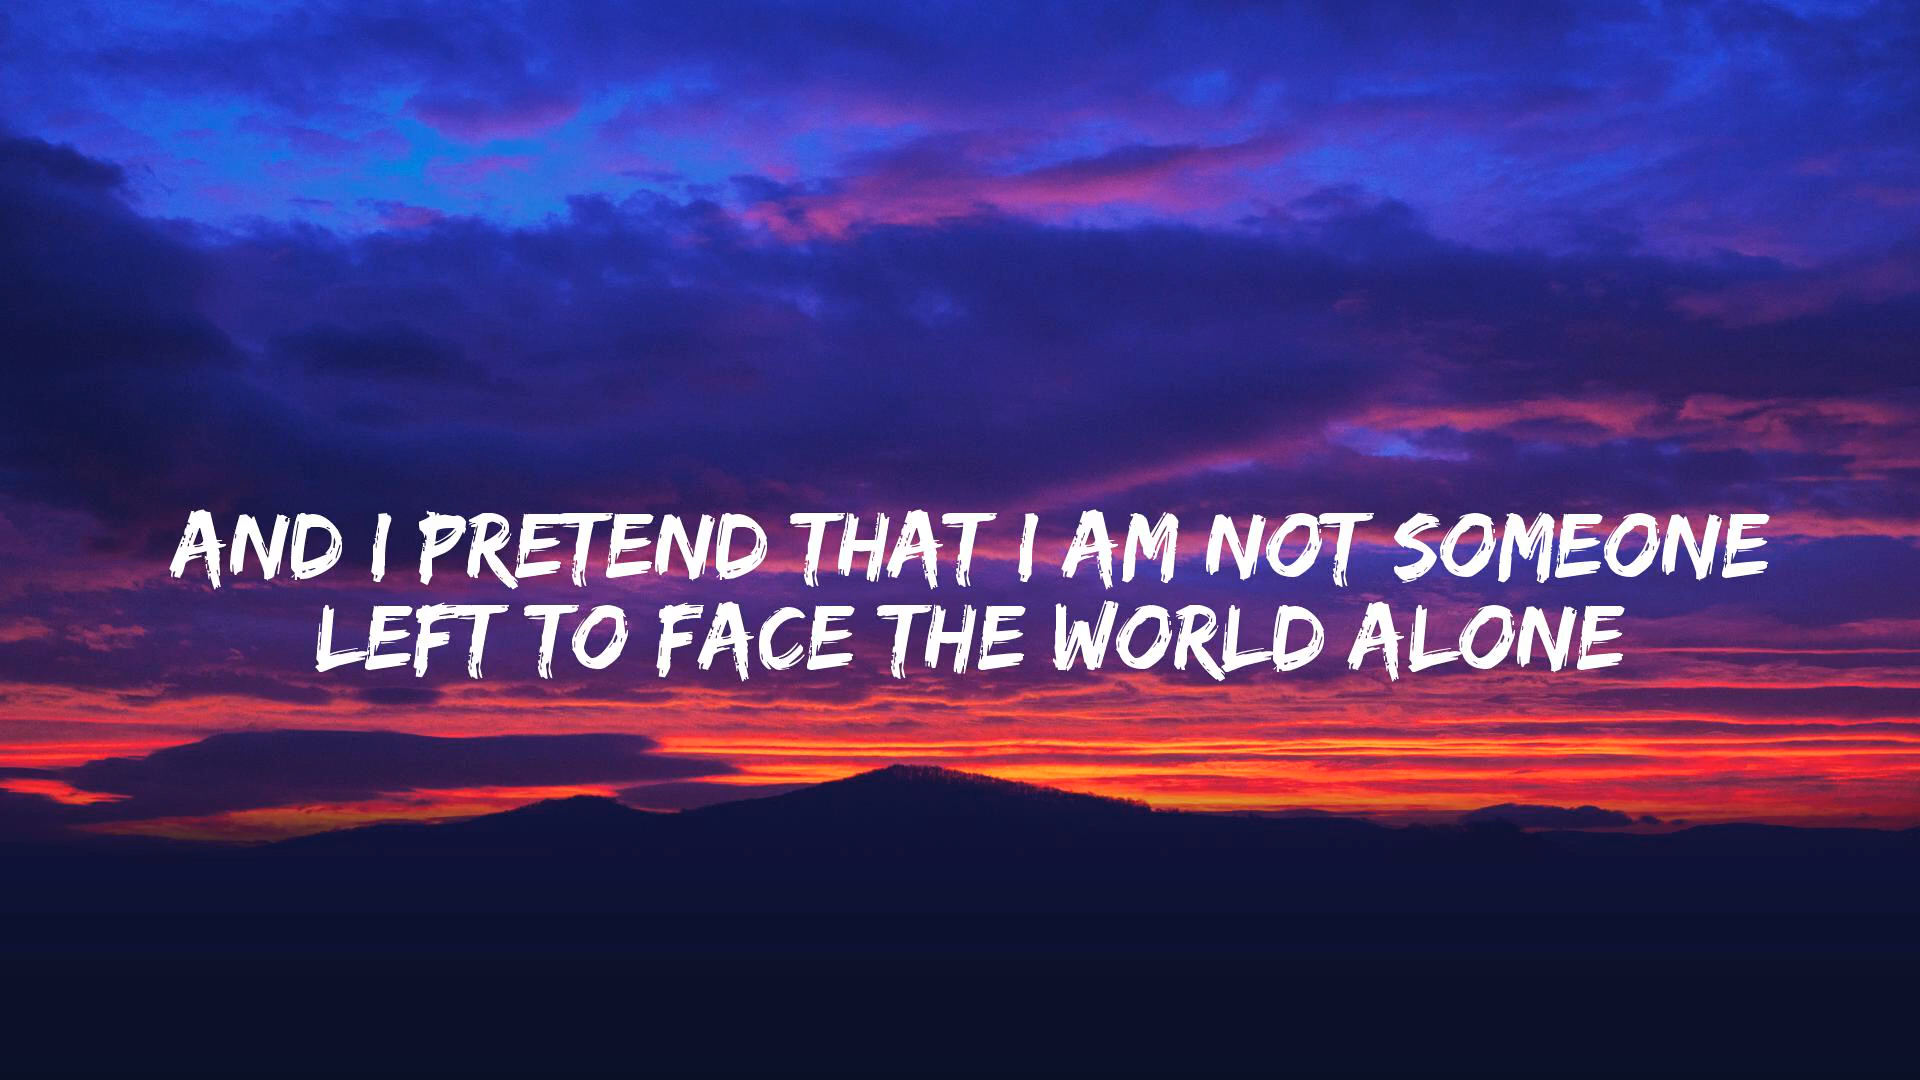 AND I PRETEND THAT I AM NOT SOMEONE
LEFT TO FACE THE WORLD ALONE